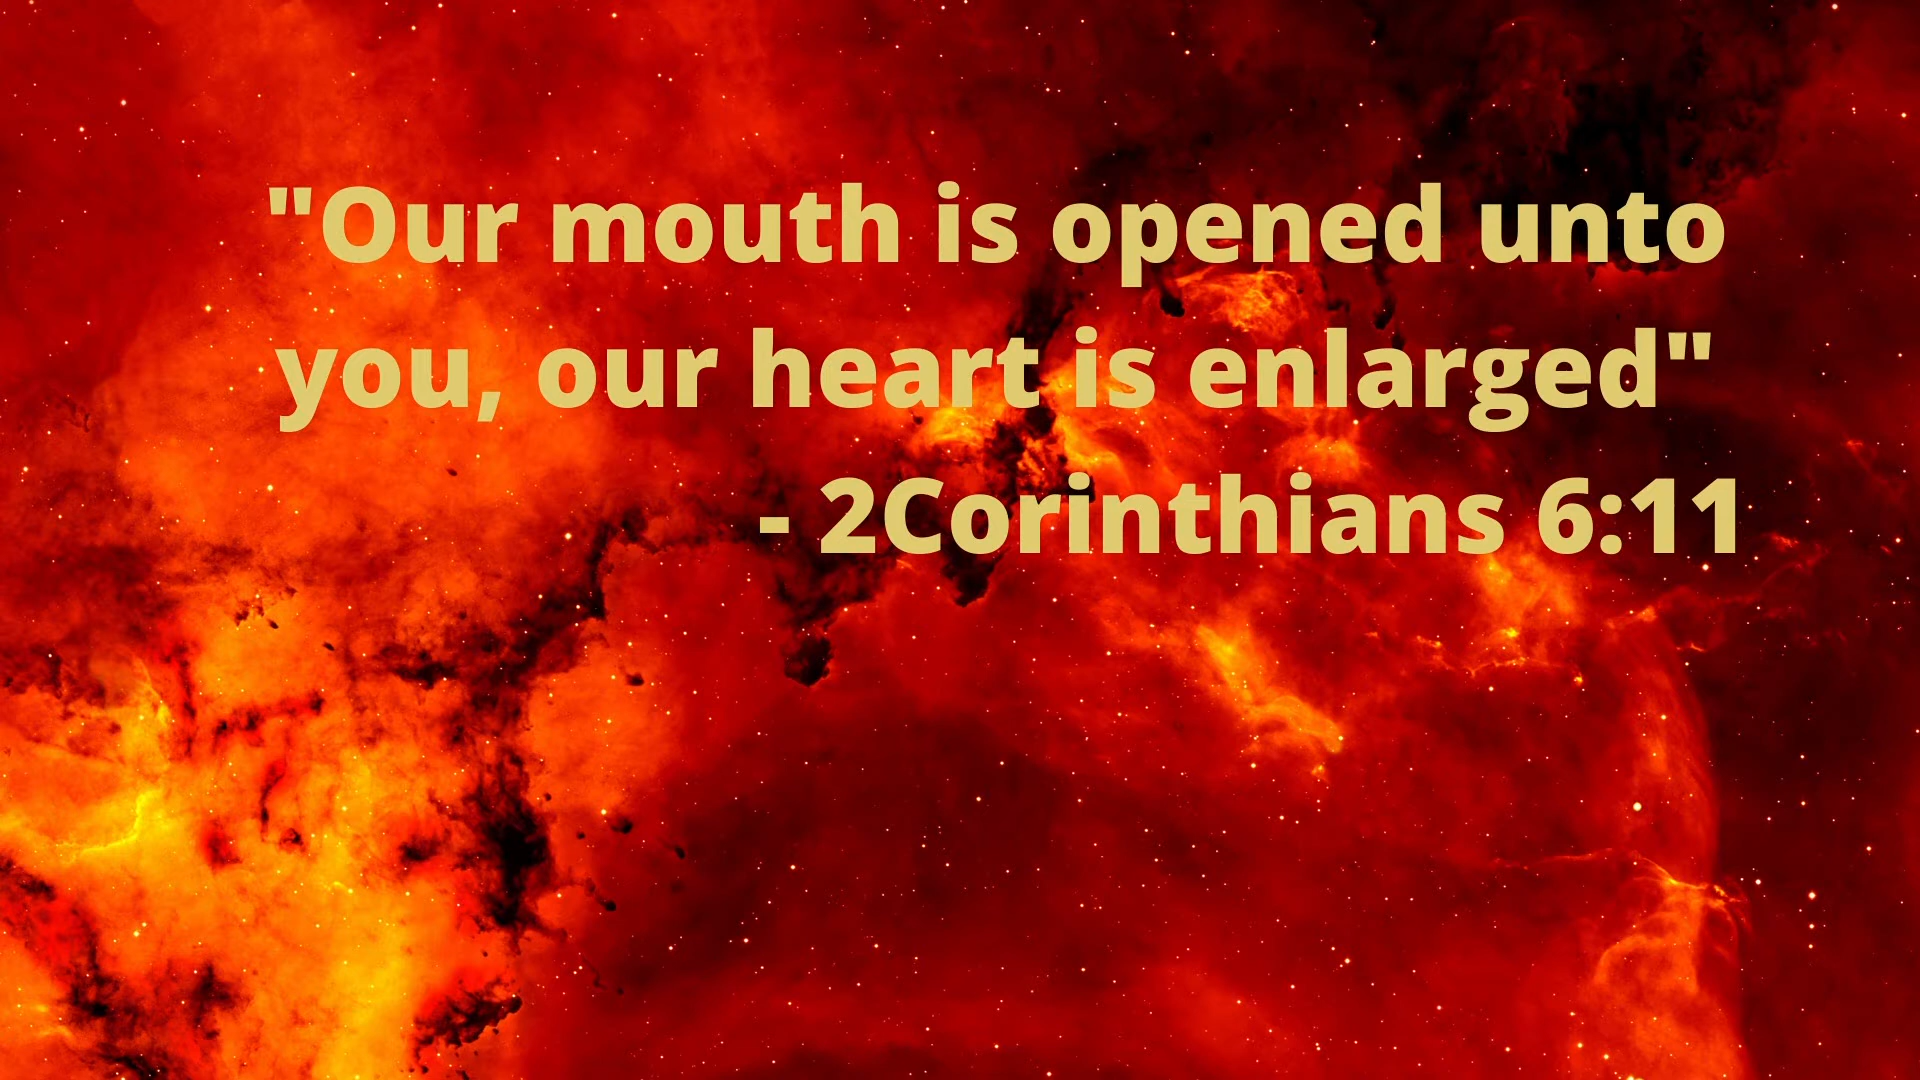 "Our mouth is opened unto
you, our heart is enlarged"
- 2Corinthians 6:11